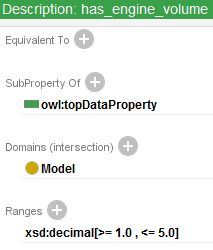 Description: has_engine_volume
Equivalent To
SubProperty Of
owl:topDataProperty
Domains (intersection)
Model
Ranges
xsd:decimal[>= 1.0 , <= 5.0]